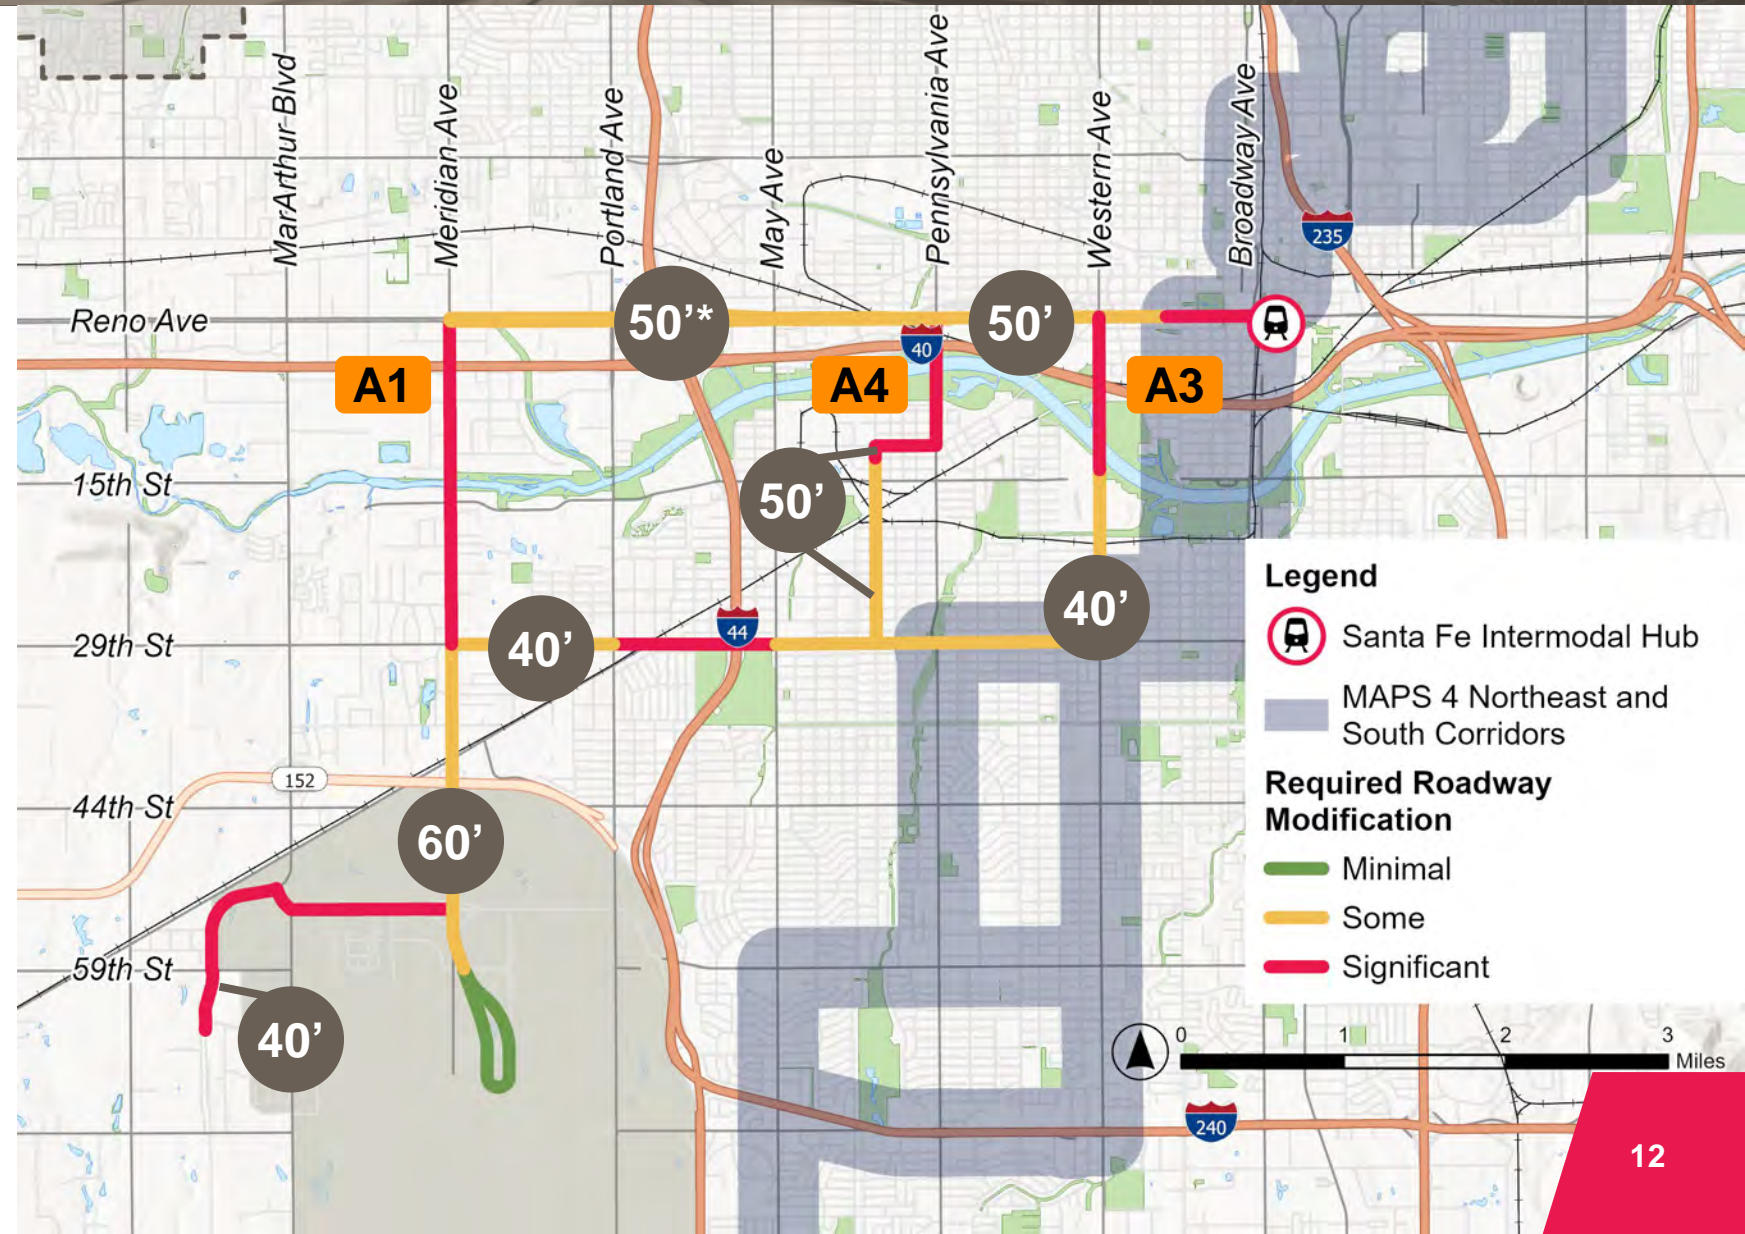 MarArthur Blvd
Meridian Ave
Portland Ave
May Ave
Pennsylvania Ave
Western Ave
Broadway Ave
235
Reno Ave
50’*
50’
40
A1
A4
A3
15th St
50’
29th St
40’
44
40’
152
44th St
60’
59th St
40’
240
Legend
Santa Fe Intermodal Hub
MAPS 4 Northeast and
South Corridors
Required Roadway
Modification
Minimal
Some
Significant
0 1 2 3
Miles
12